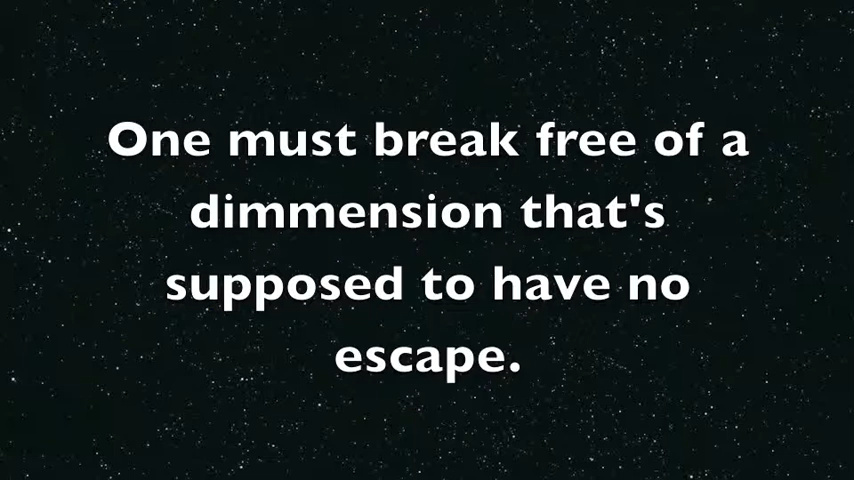 One must break free of a
dimmension that's
supposed to have no
escape.